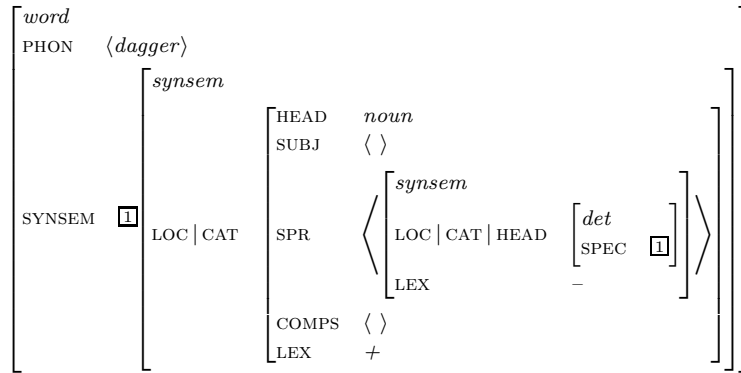 word
PHON ⟨dagger⟩
synsem
HEAD noun
SUBJ ⟨ ⟩
synsem
SYNSEM 1 LOC | CAT SPR LOC | CAT | HEAD det
SPEC 1
LEX –
COMPS ⟨ ⟩
LEX +